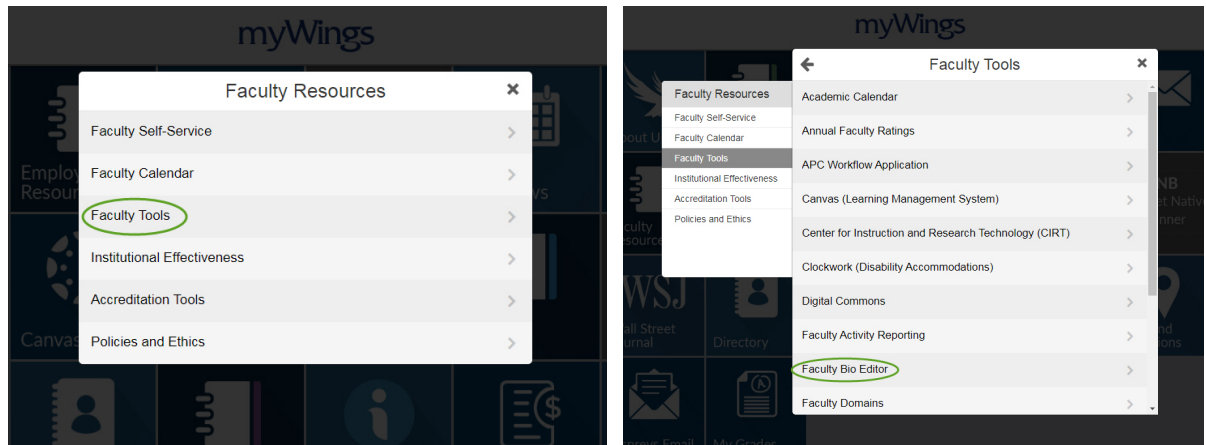 myWings
Faculty Resources
Faculty Self-Service
Faculty Calendar
Faculty Tools
Institutional Effectiveness
Accreditation Tools
Policies and Ethics
Canvas
myWings
Faculty Resources
Faculty Self-Service
Faculty Calendar
Faculty Tools
Institutional Effectiveness
Accreditation Tools
Policies and Ethics
Faculty Tools
Academic Calendar
Annual Faculty Ratings
APC Workflow Application
Canvas (Learning Management System)
Center for Instruction and Research Technology (CIRT)
Clockwork (Disability Accommodations)
Digital Commons
Faculty Activity Reporting
Faculty Bio Editor
Faculty Domains
WSJ
Directory